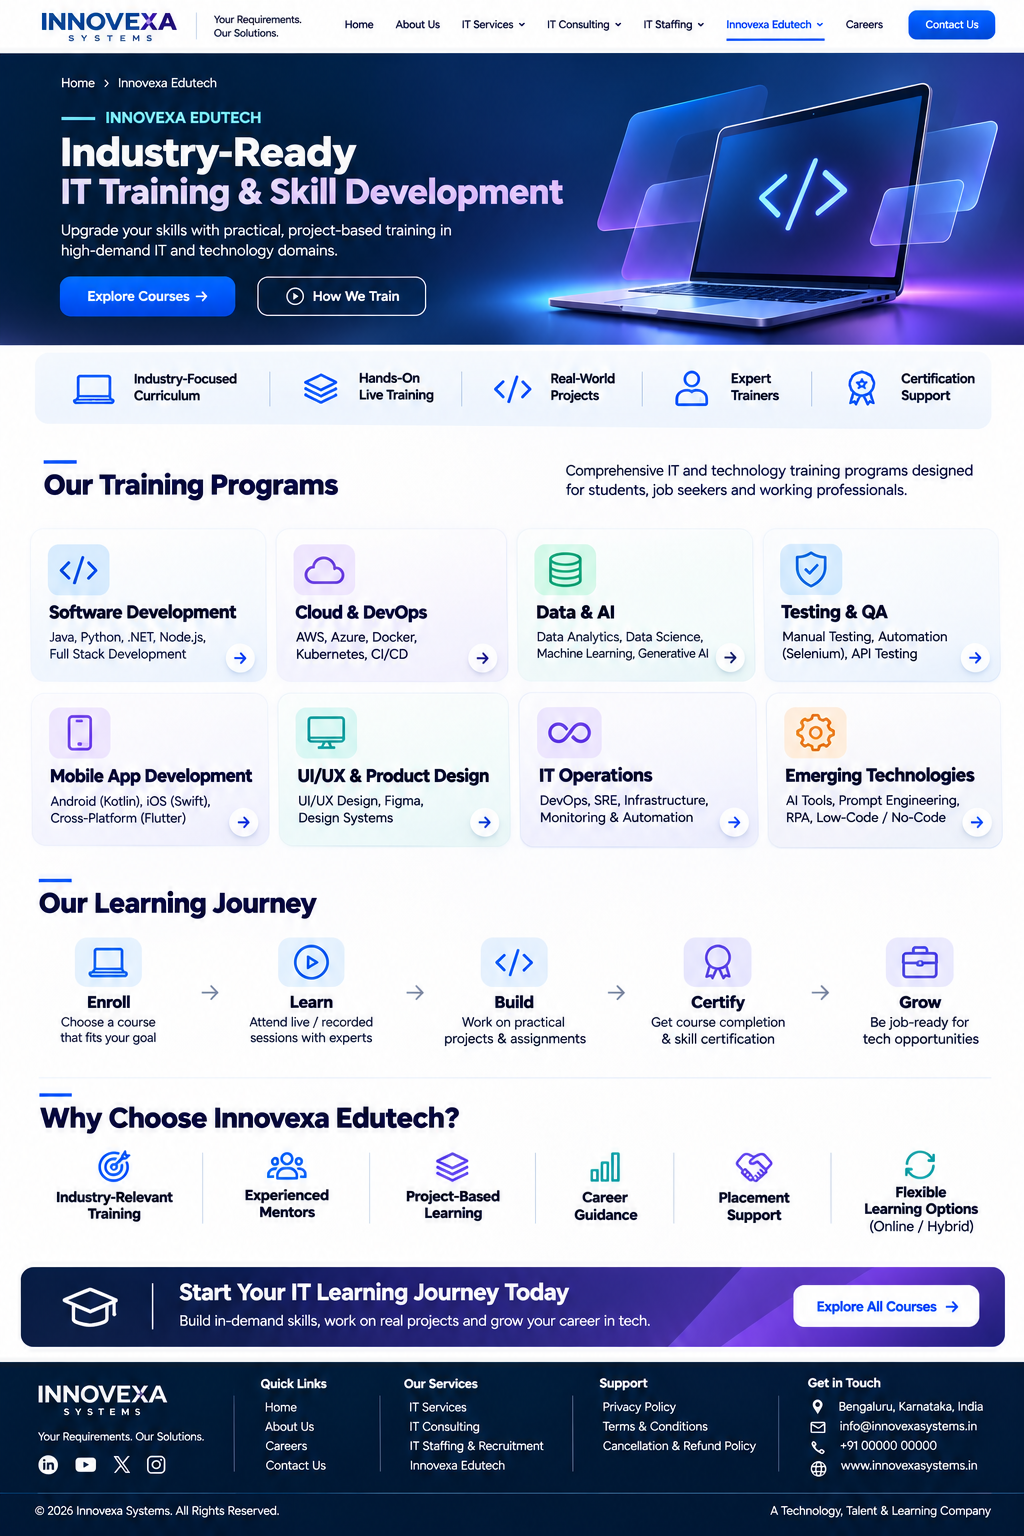 INNOVEXA
SYSTEMS
Your Requirements.
Our Solutions.
Home
About Us
IT Services
IT Consulting
IT Staffing
Innovexa Edutech
Careers
Contact Us
Home > Innovexa Edutech
INNOVEXA EDUTECH
Industry-Ready
IT Training & Skill Development
Upgrade your skills with practical, project-based training in
high-demand IT and technology domains.
Explore Courses →
How We Train
</>
Industry-Focused
Curriculum
Hands-On
Live Training
Real-World
Projects
Expert
Trainers
Certification
Support
Our Training Programs
Comprehensive IT and technology training programs designed
for students, job seekers and working professionals.
Software Development
Java, Python, .NET, Node.js,
Full Stack Development
Cloud & DevOps
AWS, Azure, Docker,
Kubernetes, CI/CD
Data & AI
Data Analytics, Data Science,
Machine Learning, Generative AI
Testing & QA
Manual Testing, Automation
(Selenium), API Testing
Mobile App Development
Android (Kotlin), iOS (Swift),
Cross-Platform (Flutter)
UI/UX & Product Design
UI/UX Design, Figma,
Design Systems
IT Operations
DevOps, SRE, Infrastructure,
Monitoring & Automation
Emerging Technologies
AI Tools, Prompt Engineering,
RPA, Low-Code / No-Code
Our Learning Journey
Enroll
Choose a course
that fits your goal
Learn
Attend live / recorded
sessions with experts
Build
Work on practical
projects & assignments
Certify
Get course completion
& skill certification
Grow
Be job-ready for
tech opportunities
Why Choose Innovexa Edutech?
Industry-Relevant
Training
Experienced
Mentors
Project-Based
Learning
Career
Guidance
Placement
Support
Flexible
Learning Options
(Online / Hybrid)
Start Your IT Learning Journey Today
Build in-demand skills, work on real projects and grow your career in tech.
Explore All Courses →
INNOVEXA
SYSTEMS
Your Requirements. Our Solutions.
Quick Links
Home
About Us
Careers
Contact Us
Our Services
IT Services
IT Consulting
IT Staffing & Recruitment
Innovexa Edutech
Support
Privacy Policy
Terms & Conditions
Cancellation & Refund Policy
Get in Touch
Bengaluru, Karnataka, India
info@innovexasystems.in
+91 00000 00000
www.innovexasystems.in
© 2026 Innovexa Systems. All Rights Reserved.
A Technology, Talent & Learning Company